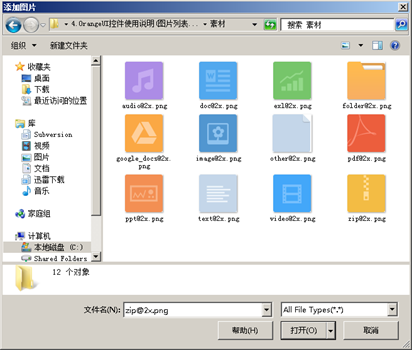 添加图片
« 4.OrangeUI控件使用说明(图片列表... ▸ 素材
搜索 素材
组织 新建文件夹
收藏夹
桌面
下载
最近访问的位置
库
Subversion
视频
图片
文档
迅雷下载
音乐
家庭组
计算机
本地磁盘 (C:)
Shared Folders
audio@2x.png doc@2x.png exl@2x.png folder@2x.png
google_docs@2x.png image@2x.png other@2x.png pdf@2x.png
ppt@2x.png text@2x.png video@2x.png zip@2x.png
12 个对象
文件名(N): zip@2x.png All File Types(*.*)
帮助(H) 打开(O) 取消